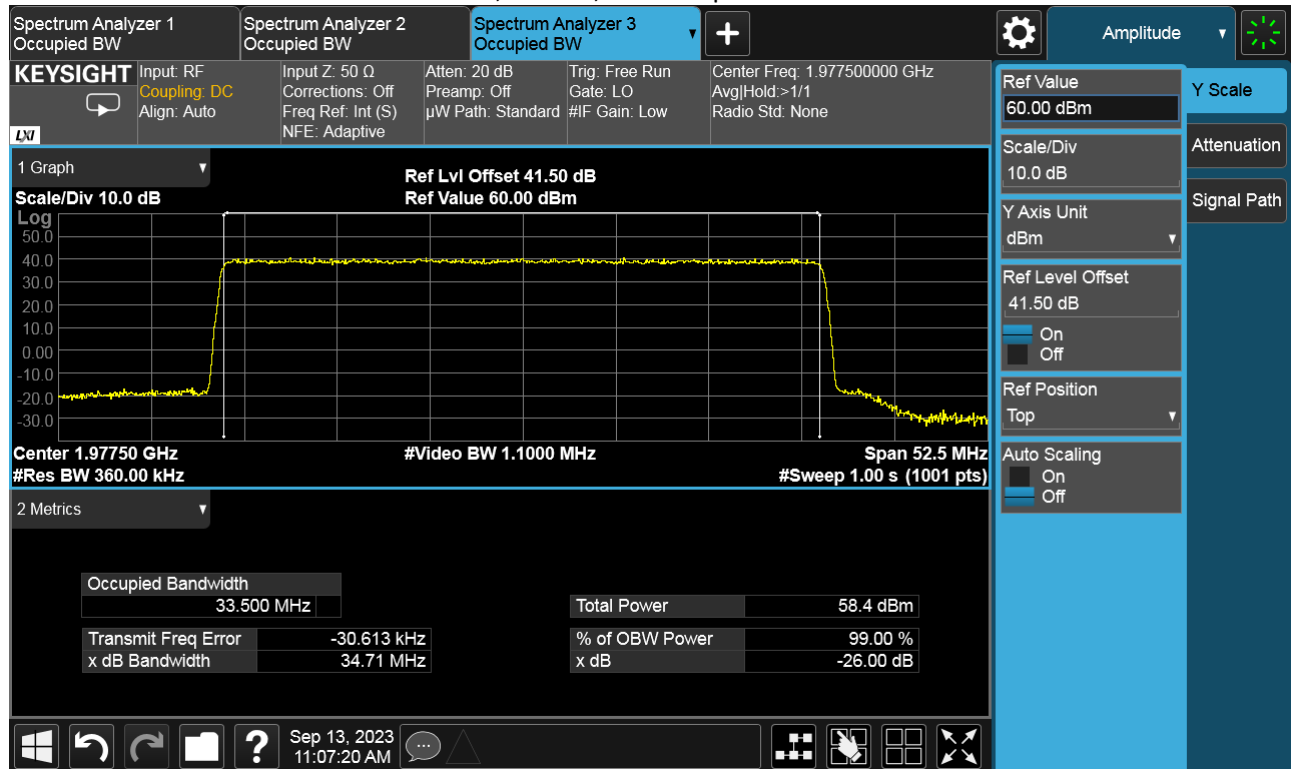 Spectrum Analyzer 1
Occupied BW
Spectrum Analyzer 2
Occupied BW
Spectrum Analyzer 3
Occupied BW
Amplitude
KEYSIGHT
LXI
Input: RF
Coupling: DC
Align: Auto
Input Z: 50 Ω
Corrections: Off
Freq Ref: Int (S)
NFE: Adaptive
Atten: 20 dB
Preamp: Off
µW Path: Standard
Trig: Free Run
Gate: LO
#IF Gain: Low
Center Freq: 1.977500000 GHz
Avg|Hold:>1/1
Radio Std: None
1 Graph
Scale/Div 10.0 dB
Ref Lvl Offset 41.50 dB
Ref Value 60.00 dBm
Log
50.0
40.0
30.0
20.0
10.0
0.00
-10.0
-20.0
-30.0
Center 1.97750 GHz
#Res BW 360.00 kHz
#Video BW 1.1000 MHz
Span 52.5 MHz
#Sweep 1.00 s (1001 pts)
2 Metrics
Occupied Bandwidth
33.500 MHz
Total Power 58.4 dBm
Transmit Freq Error -30.613 kHz
% of OBW Power 99.00 %
x dB Bandwidth 34.71 MHz
x dB -26.00 dB
Ref Value
60.00 dBm
Scale/Div
10.0 dB
Y Axis Unit
dBm
Ref Level Offset
41.50 dB
On
Off
Ref Position
Top
Auto Scaling
On
Off
Y Scale
Attenuation
Signal Path
?
Sep 13, 2023
11:07:20 AM